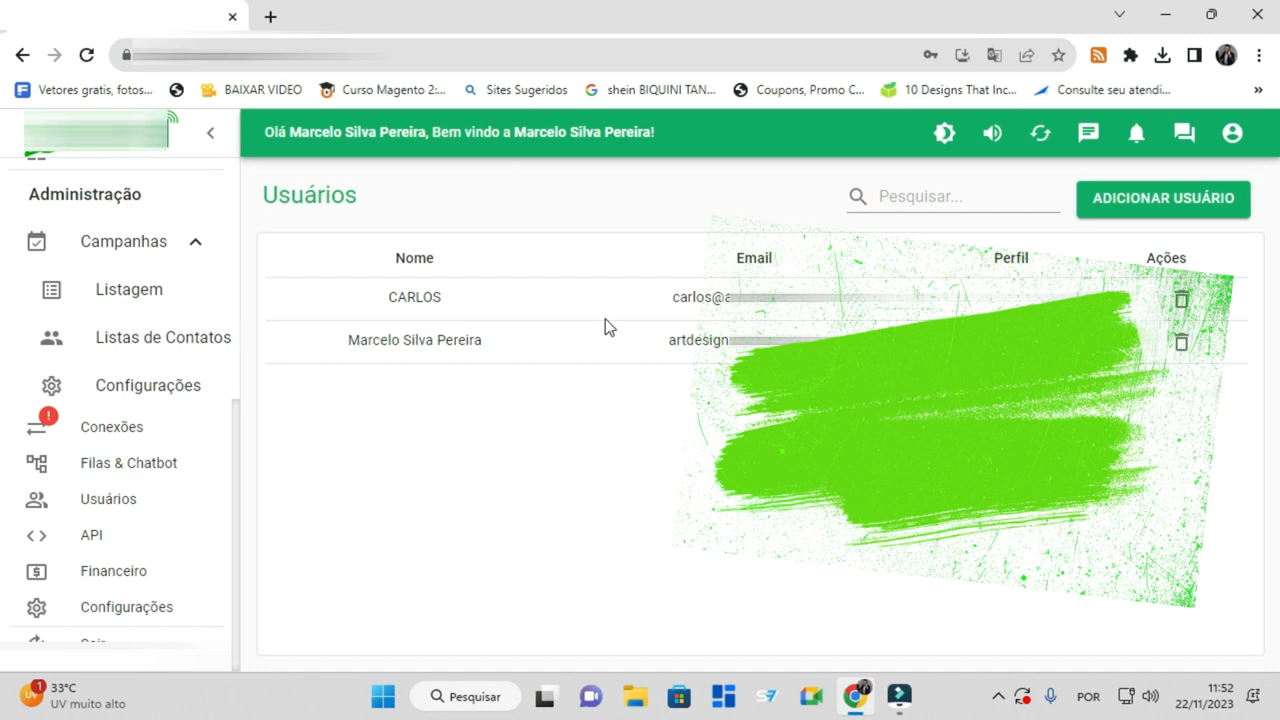 Vetores gratis, fotos...
BAIXAR VIDEO
Curso Magento 2:...
Sites Sugeridos
shein BIQUINI TAN...
Coupons, Promo C...
10 Designs That Inc...
Consulte seu atendi...
»
Olá Marcelo Silva Pereira, Bem vindo a Marcelo Silva Pereira!
Administração
Campanhas
Listagem
Listas de Contatos
Configurações
Conexões
Filas & Chatbot
Usuários
API
Financeiro
Configurações
Usuários
Pesquisar...
ADICIONAR USUÁRIO
Nome Email Perfil Ações
CARLOS carlos@a
Marcelo Silva Pereira artdesign
1
33°C
UV muito alto
Pesquisar
POR
11:52
22/11/2023